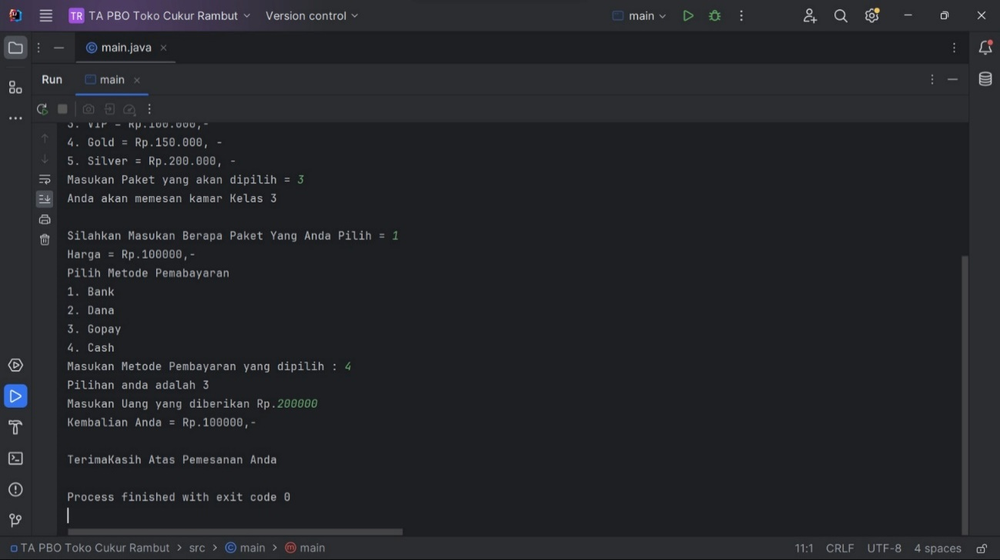 TR TA PBO Toko Cukur Rambut Version control main
main.java
Run main
3. VIP = Rp.100.000,-
4. Gold = Rp.150.000, -
5. Silver = Rp.200.000, -
Masukan Paket yang akan dipilih = 3
Anda akan memesan kamar Kelas 3
Silahkan Masukan Berapa Paket Yang Anda Pilih = 1
Harga = Rp.100000,-
Pilih Metode Pemabayaran
1. Bank
2. Dana
3. Gopay
4. Cash
Masukan Metode Pembayaran yang dipilih : 4
Pilihan anda adalah 3
Masukan Uang yang diberikan Rp.200000
Kembalian Anda = Rp.100000,-
TerimaKasih Atas Pemesanan Anda
Process finished with exit code 0
TA PBO Toko Cukur Rambut > src > main > main 11:1 CRLF UTF-8 4 spaces